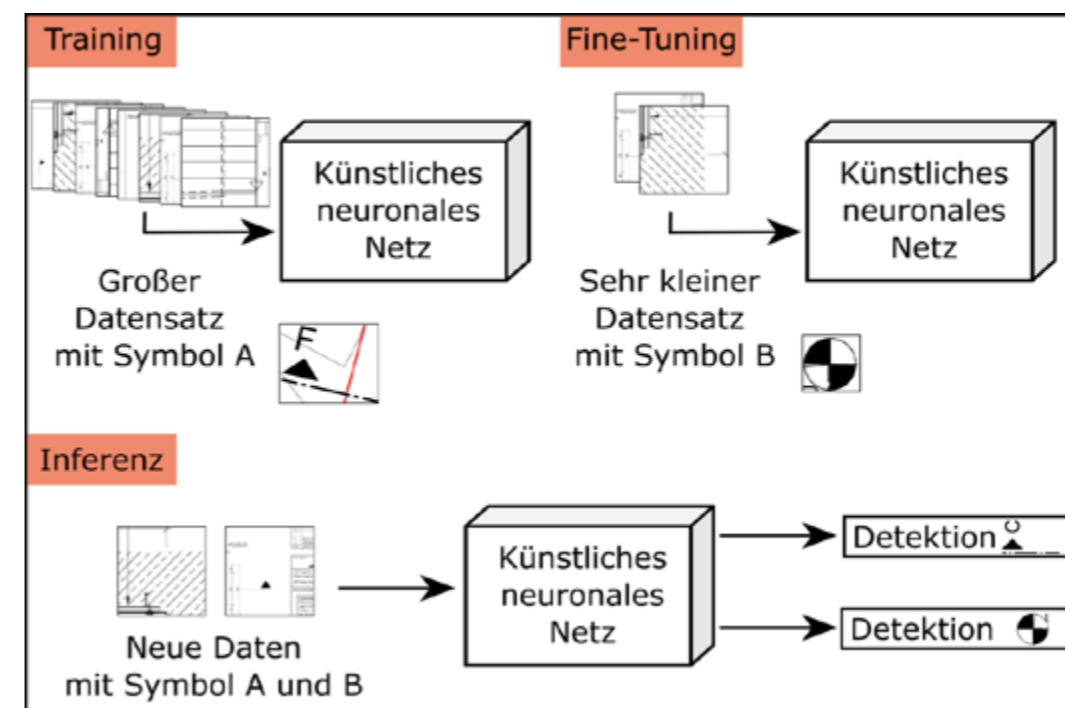 Training
Künstliches
neuronales
Netz
Großer
Datensatz
mit Symbol A
F
Fine-Tuning
Künstliches
neuronales
Netz
Sehr kleiner
Datensatz
mit Symbol B
Inferenz
Neue Daten
mit Symbol A und B
Künstliches
neuronales
Netz
Detektion C
Detektion